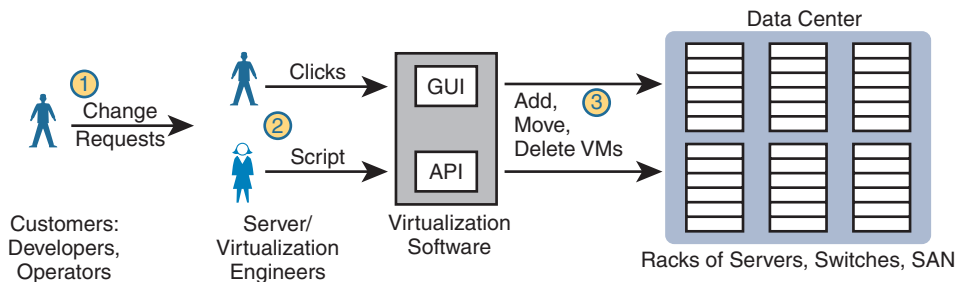 Data Center
1
Change
Requests
Clicks
2
Script
GUI
API
Add,
Move,
Delete VMs
3
Customers:
Developers,
Operators
Server/
Virtualization
Engineers
Virtualization
Software
Racks of Servers, Switches, SAN